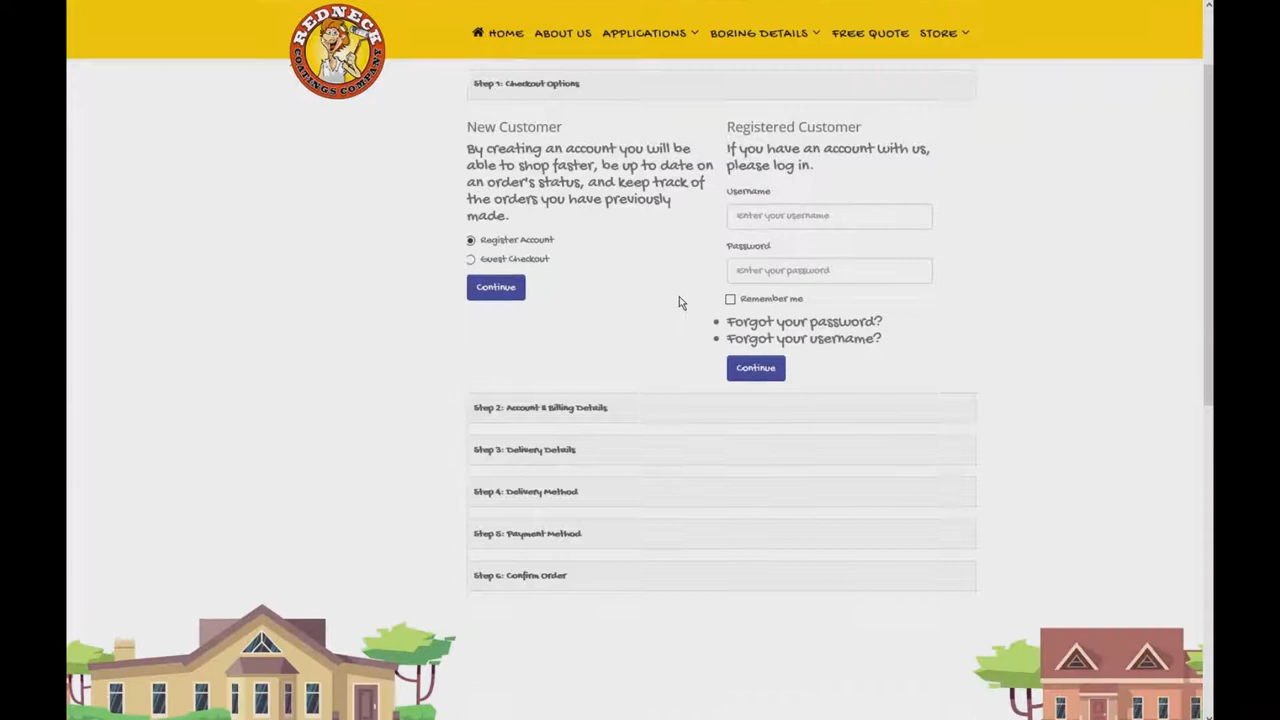 REDNECK
COATINGS COMPANY
HOME ABOUT US APPLICATIONS BORING DETAILS FREE QUOTE STORE
Step 1: Checkout Options
New Customer
By creating an account you will be
able to shop faster, be up to date on
an order's status, and keep track of
the orders you have previously
made.
Register Account
Guest Checkout
Continue
Registered Customer
If you have an account with us,
please log in.
Username
Enter your username
Password
Enter your password
Remember me
Forgot your password?
Forgot your username?
Continue
Step 2: Account & Billing Details
Step 3: Delivery Details
Step 4: Delivery Method
Step 5: Payment Method
Step 6: Confirm Order